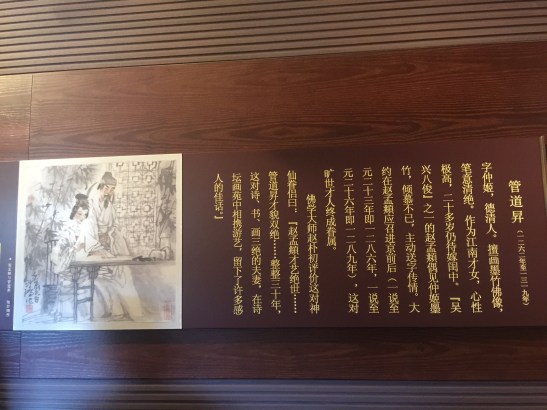 管道昇
（一二六二年至一三一九年）
字仲姬，德清人，擅画墨竹佛像，
笔意清绝。作为江南才女，心性
极高，二十多岁仍待嫁闺中。『吴
兴八俊』之一的赵孟頫偶见仲姬墨
竹，倾慕不已，主动送字传情。大
约在赵孟頫应召进京前后（一说至
元二十三年即一二八六年，一说至
元二十六年即一二八九年），这对
旷世才人终成眷属。
佛学大师赵朴初评价这对神
仙眷侣曰：『赵孟頫才艺绝世……
管道昇才貌双绝……整整三十年，
这对诗、书、画三绝的夫妻，在诗
坛画苑中相携游艺，留下了许多感
人的佳话。』